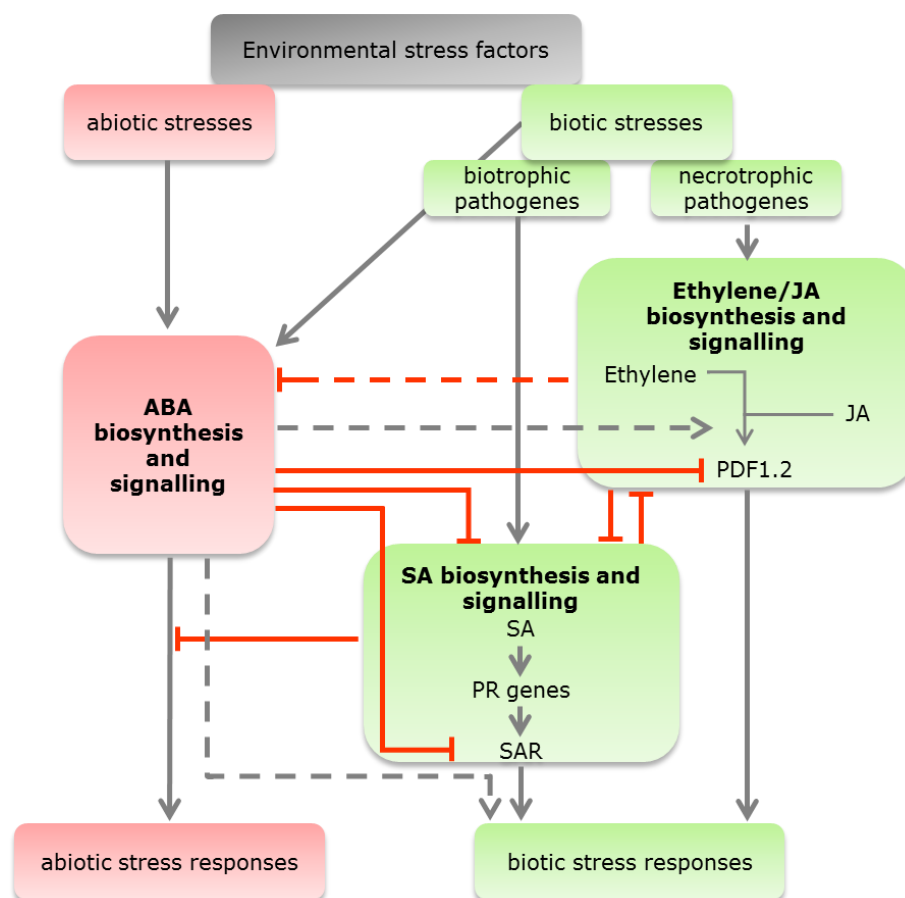 Environmental stress factors
abiotic stresses
biotic stresses
biotrophic
pathogenes
necrotrophic
pathogenes
Ethylene/JA
biosynthesis and
signalling
Ethylene
JA
PDF1.2
ABA
biosynthesis
and
signalling
SA biosynthesis and
signalling
SA
PR genes
SAR
abiotic stress responses
biotic stress responses